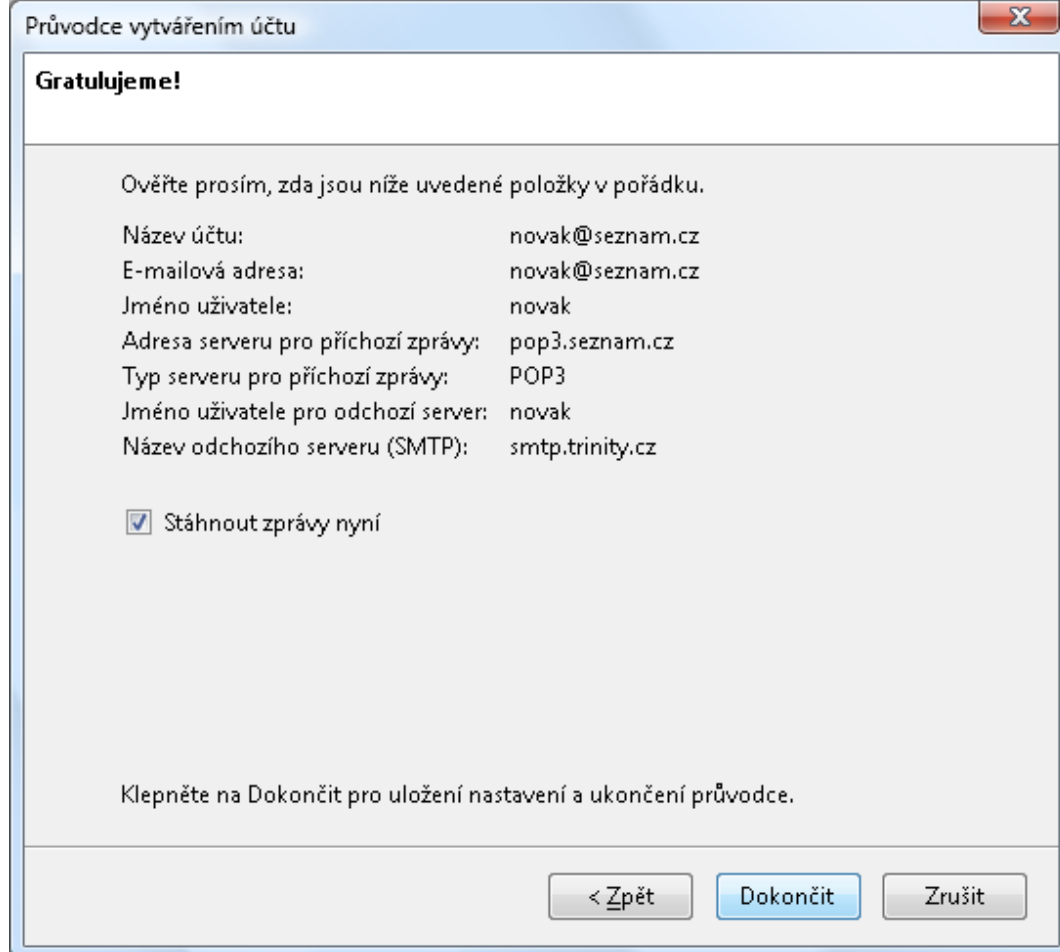 Průvodce vytvářením účtu
Gratulujeme!
Ověřte prosím, zda jsou níže uvedené položky v pořádku.
Název účtu: novak@seznam.cz
E-mailová adresa: novak@seznam.cz
Jméno uživatele: novak
Adresa serveru pro příchozí zprávy: pop3.seznam.cz
Typ serveru pro příchozí zprávy: POP3
Jméno uživatele pro odchozí server: novak
Název odchozího serveru (SMTP): smtp.trinity.cz
Stáhnout zprávy nyní
Klepněte na Dokončit pro uložení nastavení a ukončení průvodce.
< Zpět Dokončit Zrušit